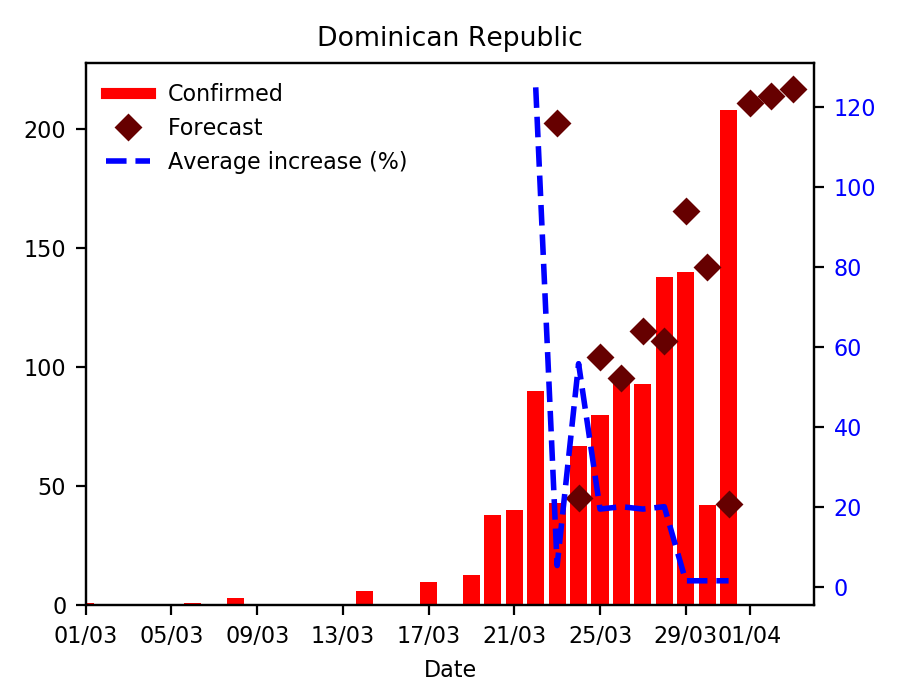 Dominican Republic
Confirmed
Forecast
Average increase (%)
200
150
100
50
0
120
100
80
60
40
20
0
01/03 05/03 09/03 13/03 17/03 21/03 25/03 29/03 01/04
Date